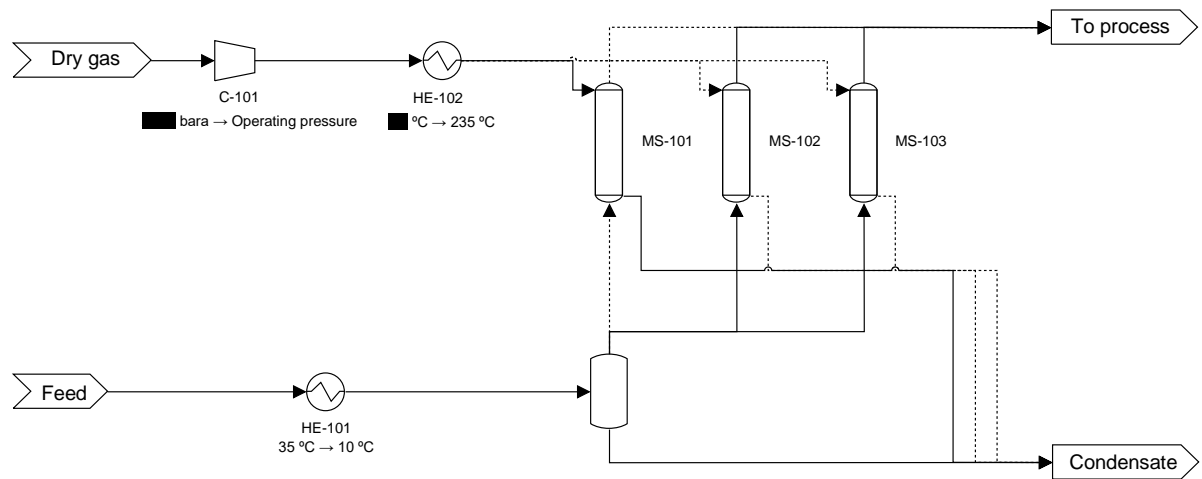 To process
Dry gas
C-101
HE-102
bara → Operating pressure
ºC → 235 ºC
MS-101
MS-102
MS-103
Feed
HE-101
35 ºC → 10 ºC
Condensate